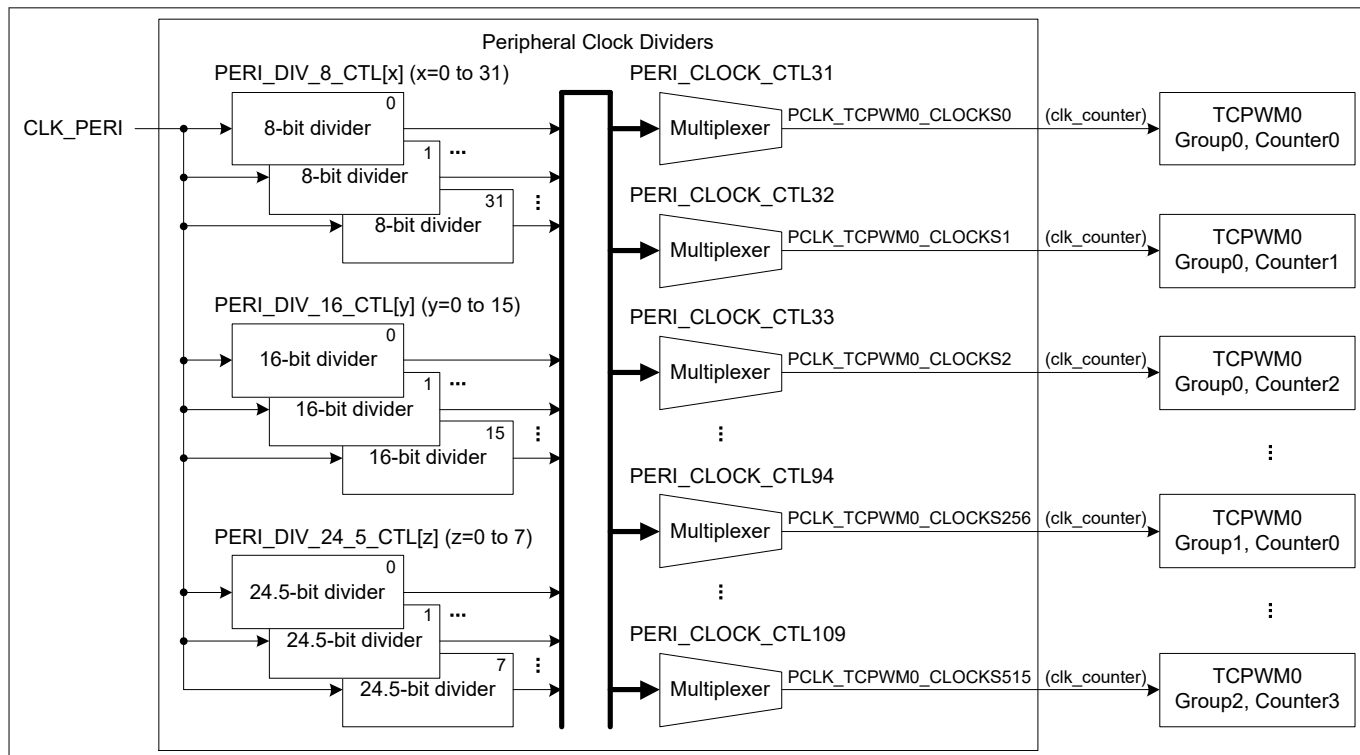 Peripheral Clock Dividers
PERI_DIV_8_CTL[x] (x=0 to 31)
CLK_PERI
0
8-bit divider
1
...
8-bit divider
31
...
8-bit divider
PERI_DIV_16_CTL[y] (y=0 to 15)
0
16-bit divider
1
...
16-bit divider
15
...
16-bit divider
PERI_DIV_24_5_CTL[z] (z=0 to 7)
0
24.5-bit divider
1
...
24.5-bit divider
7
...
24.5-bit divider
PERI_CLOCK_CTL31
Multiplexer
PCLK_TCPWM0_CLOCKS0
(clk_counter)
TCPWM0
Group0, Counter0
PERI_CLOCK_CTL32
Multiplexer
PCLK_TCPWM0_CLOCKS1
(clk_counter)
TCPWM0
Group0, Counter1
PERI_CLOCK_CTL33
Multiplexer
PCLK_TCPWM0_CLOCKS2
(clk_counter)
TCPWM0
Group0, Counter2
...
...
PERI_CLOCK_CTL94
Multiplexer
PCLK_TCPWM0_CLOCKS256
(clk_counter)
TCPWM0
Group1, Counter0
...
...
PERI_CLOCK_CTL109
Multiplexer
PCLK_TCPWM0_CLOCKS515
(clk_counter)
TCPWM0
Group2, Counter3